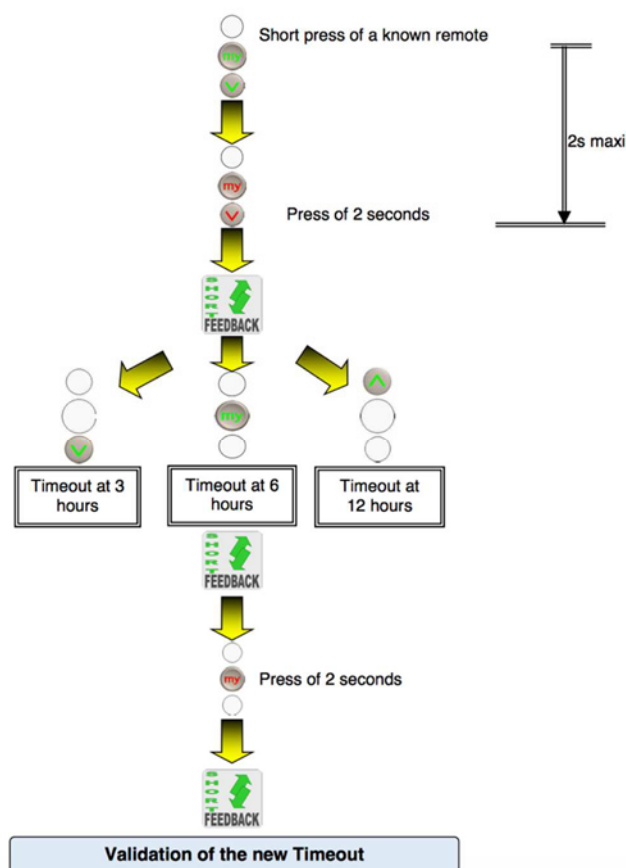 Short press of a known remote
my
2s maxi
my
Press of 2 seconds
SHORT
FEEDBACK
my
Timeout at 3
hours
Timeout at 6
hours
Timeout at
12 hours
SHORT
FEEDBACK
my
Press of 2 seconds
SHORT
FEEDBACK
Validation of the new Timeout